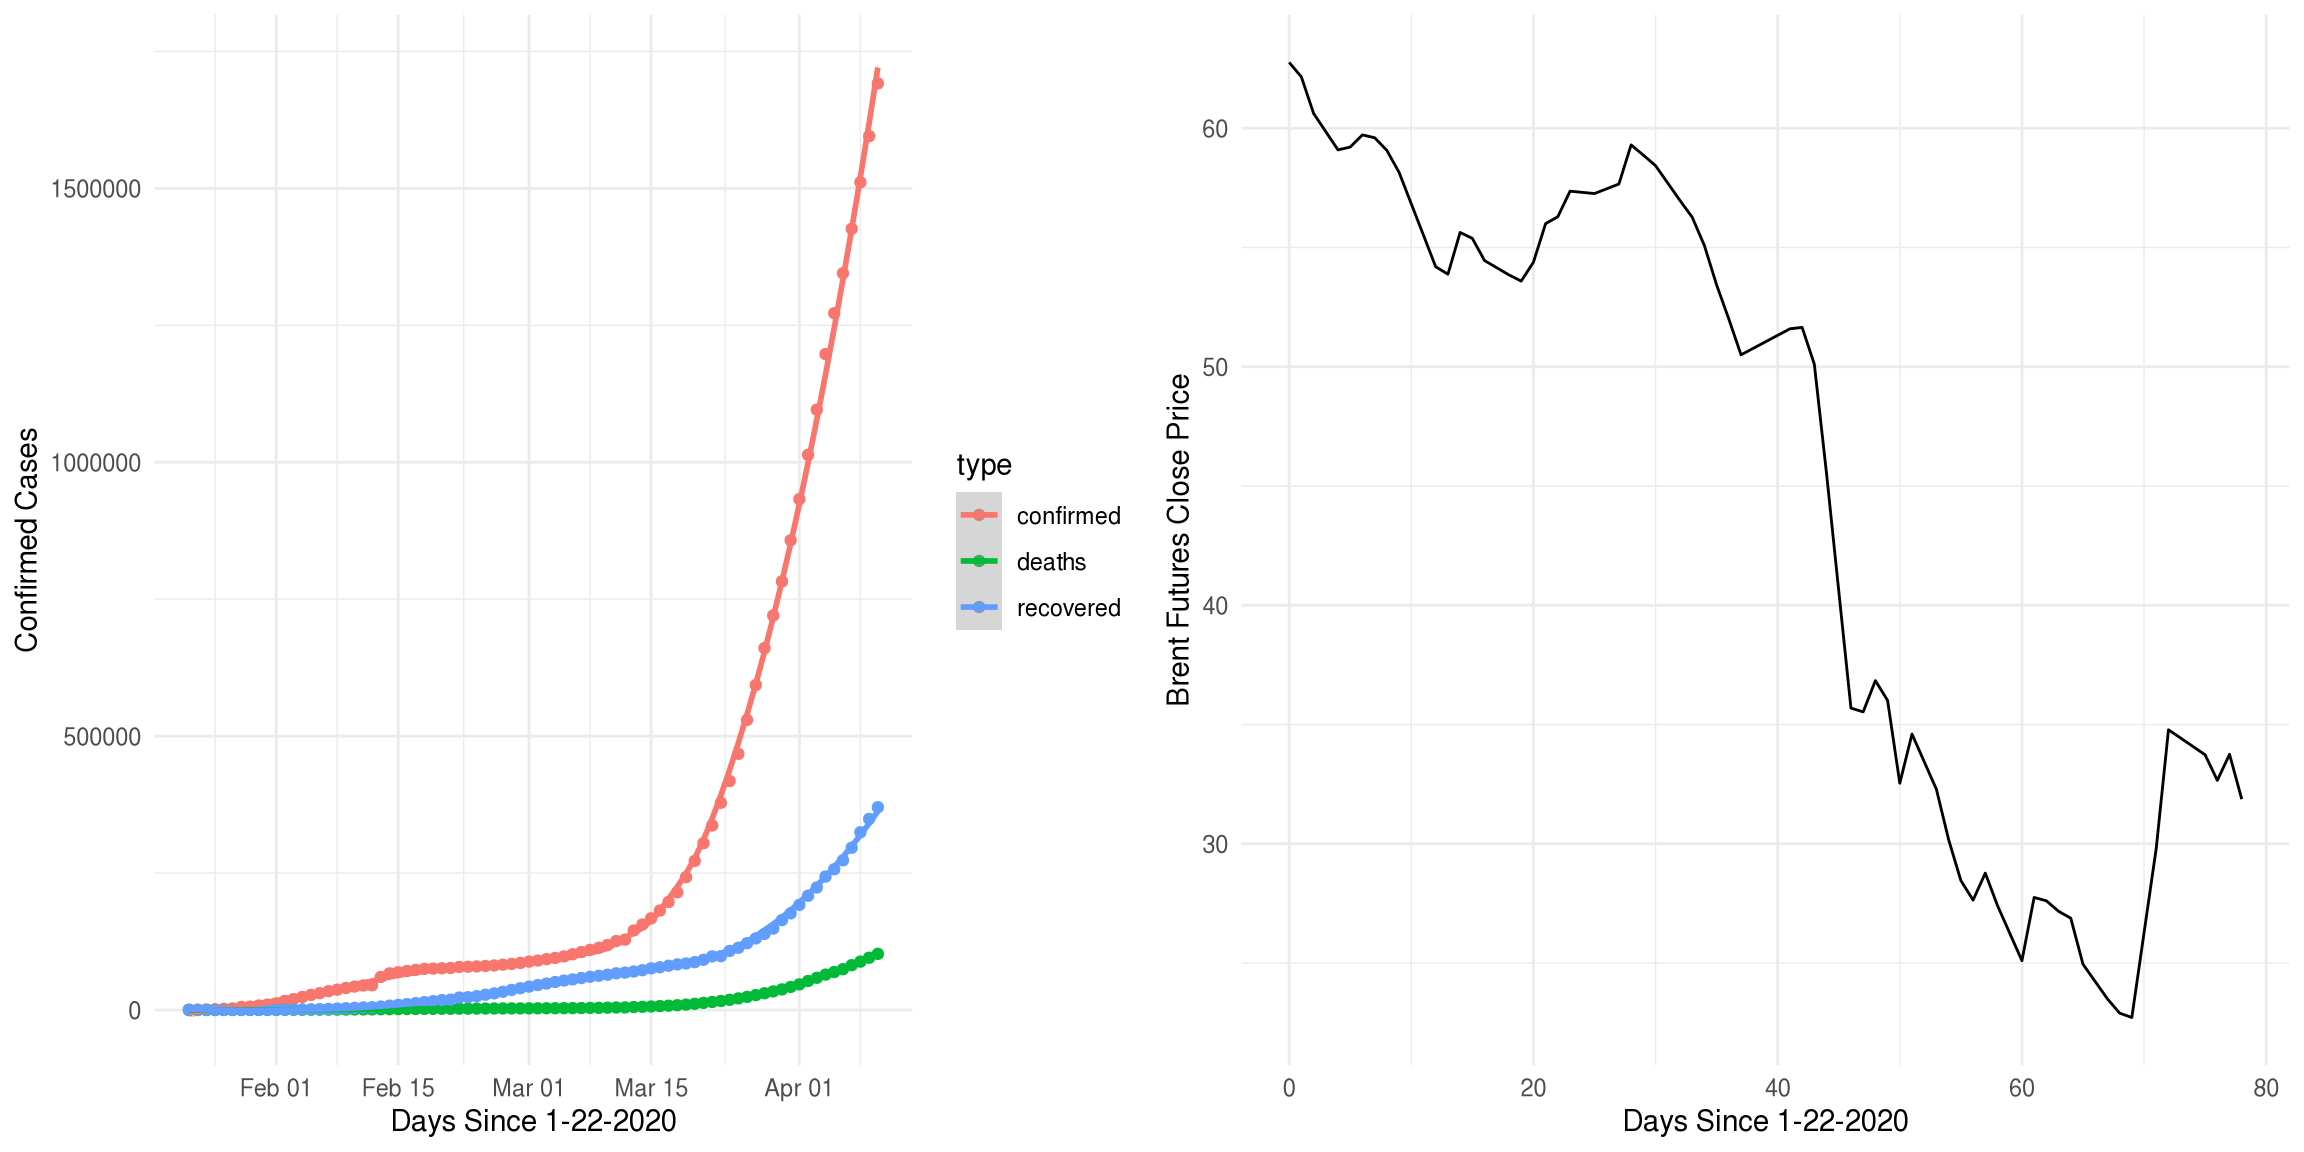 Confirmed Cases
1500000
1000000
500000
0
Feb 01
Feb 15
Mar 01
Mar 15
Apr 01
Days Since 1-22-2020
type
confirmed
deaths
recovered
Brent Futures Close Price
60
50
40
30
0
20
40
60
80
Days Since 1-22-2020